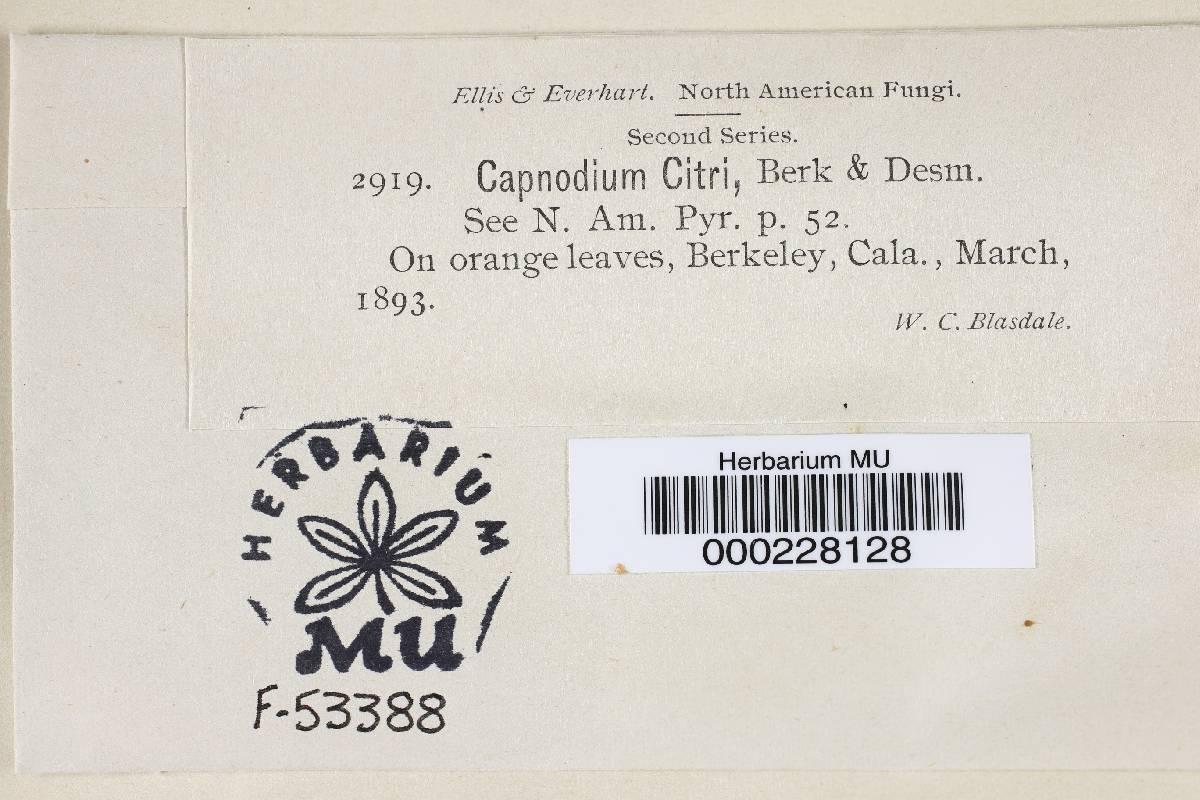 Ellis & Everhart. North American Fungi.
Second Series.
2919. Capnodium Citri, Berk & Desm.
See N. Am. Pyr. p. 52.
On orange leaves, Berkeley, Cala., March,
1893.
W. C. Blasdale.
HERBARIUM
MU
F-53388
Herbarium MU
000228128